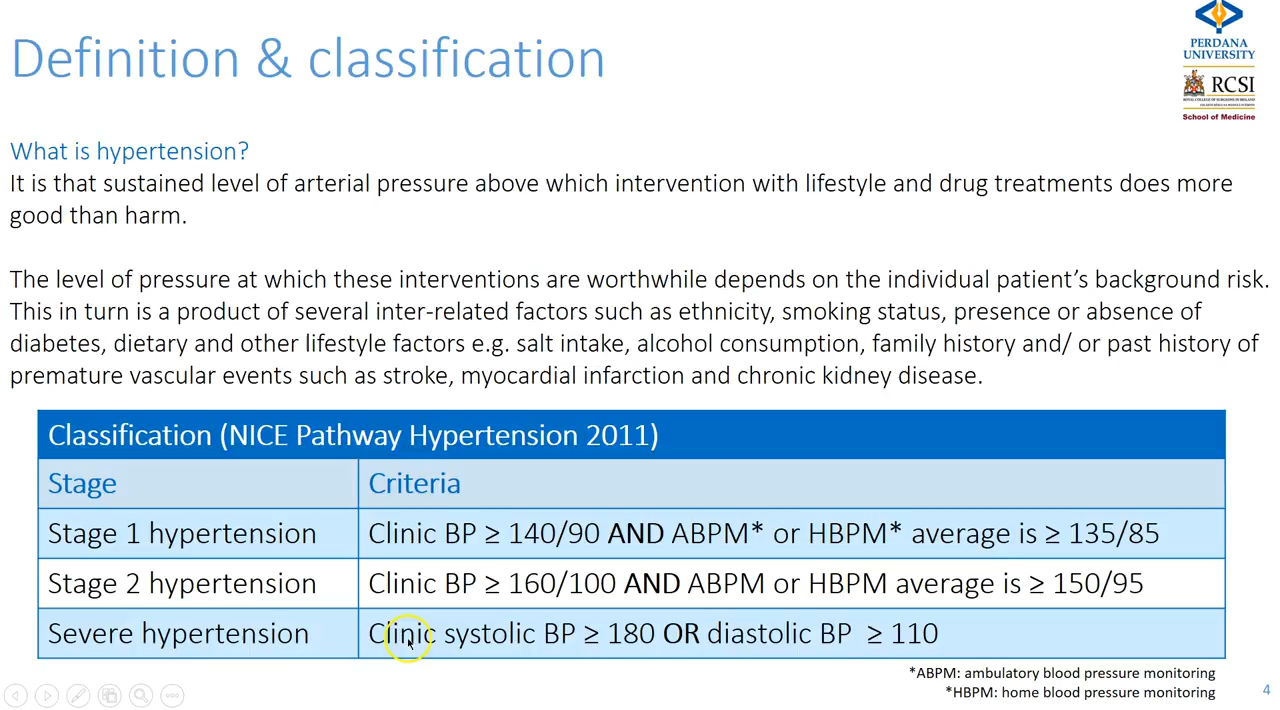 Definition & classification
PERDANA
UNIVERSITY
RCSI
ROYAL COLLEGE OF SURGEONS IN IRELAND
School of Medicine
What is hypertension?
It is that sustained level of arterial pressure above which intervention with lifestyle and drug treatments does more
good than harm.
The level of pressure at which these interventions are worthwhile depends on the individual patient’s background risk.
This in turn is a product of several inter-related factors such as ethnicity, smoking status, presence or absence of
diabetes, dietary and other lifestyle factors e.g. salt intake, alcohol consumption, family history and/ or past history of
premature vascular events such as stroke, myocardial infarction and chronic kidney disease.
Classification (NICE Pathway Hypertension 2011)
Stage Criteria
Stage 1 hypertension Clinic BP ≥ 140/90 AND ABPM* or HBPM* average is ≥ 135/85
Stage 2 hypertension Clinic BP ≥ 160/100 AND ABPM or HBPM average is ≥ 150/95
Severe hypertension Clinic systolic BP ≥ 180 OR diastolic BP ≥ 110
*ABPM: ambulatory blood pressure monitoring
*HBPM: home blood pressure monitoring
4